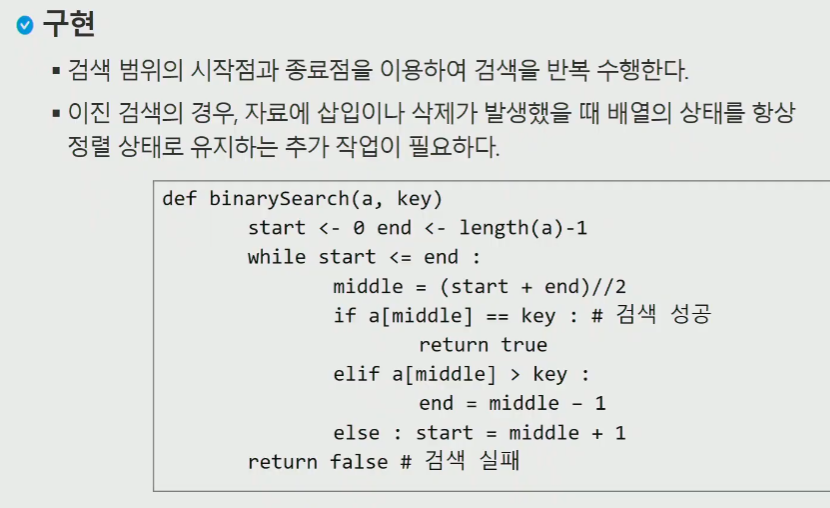 구현
▪ 검색 범위의 시작점과 종료점을 이용하여 검색을 반복 수행한다.
▪ 이진 검색의 경우, 자료에 삽입이나 삭제가 발생했을 때 배열의 상태를 항상
정렬 상태로 유지하는 추가 작업이 필요하다.
def binarySearch(a, key)
        start <- 0 end <- length(a)-1
        while start <= end :
                middle = (start + end)//2
                if a[middle] == key : # 검색 성공
                        return true
                elif a[middle] > key :
                        end = middle – 1
                else : start = middle + 1
        return false # 검색 실패